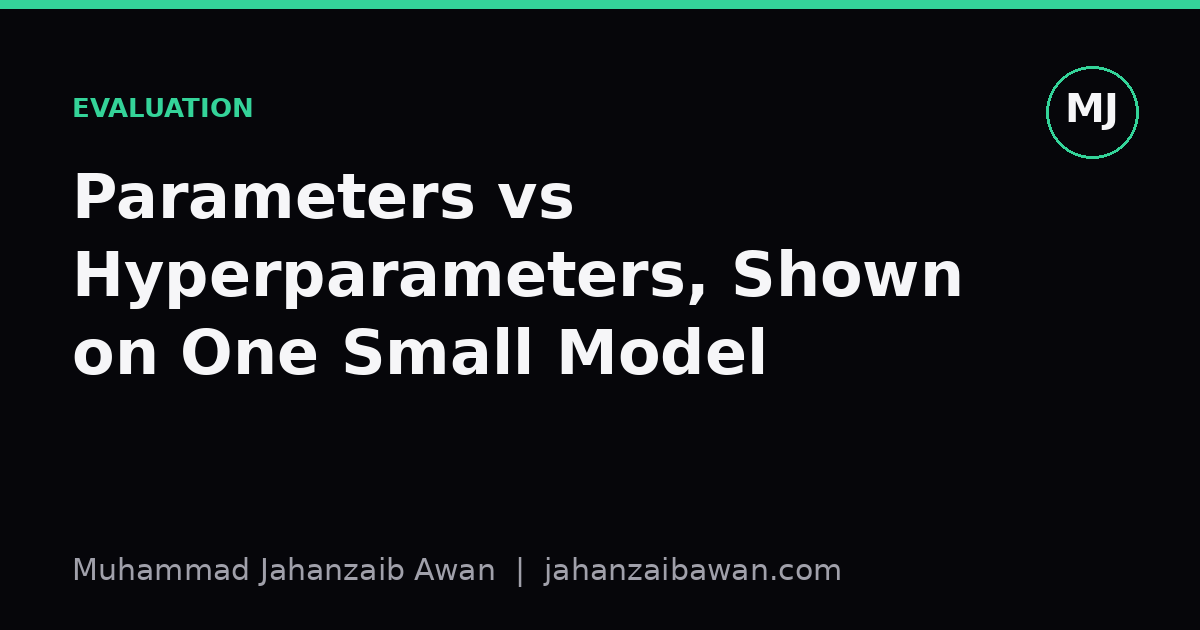 EVALUATION
MJ
Parameters vs
Hyperparameters, Shown
on One Small Model
Muhammad Jahanzaib Awan | jahanzaibawan.com